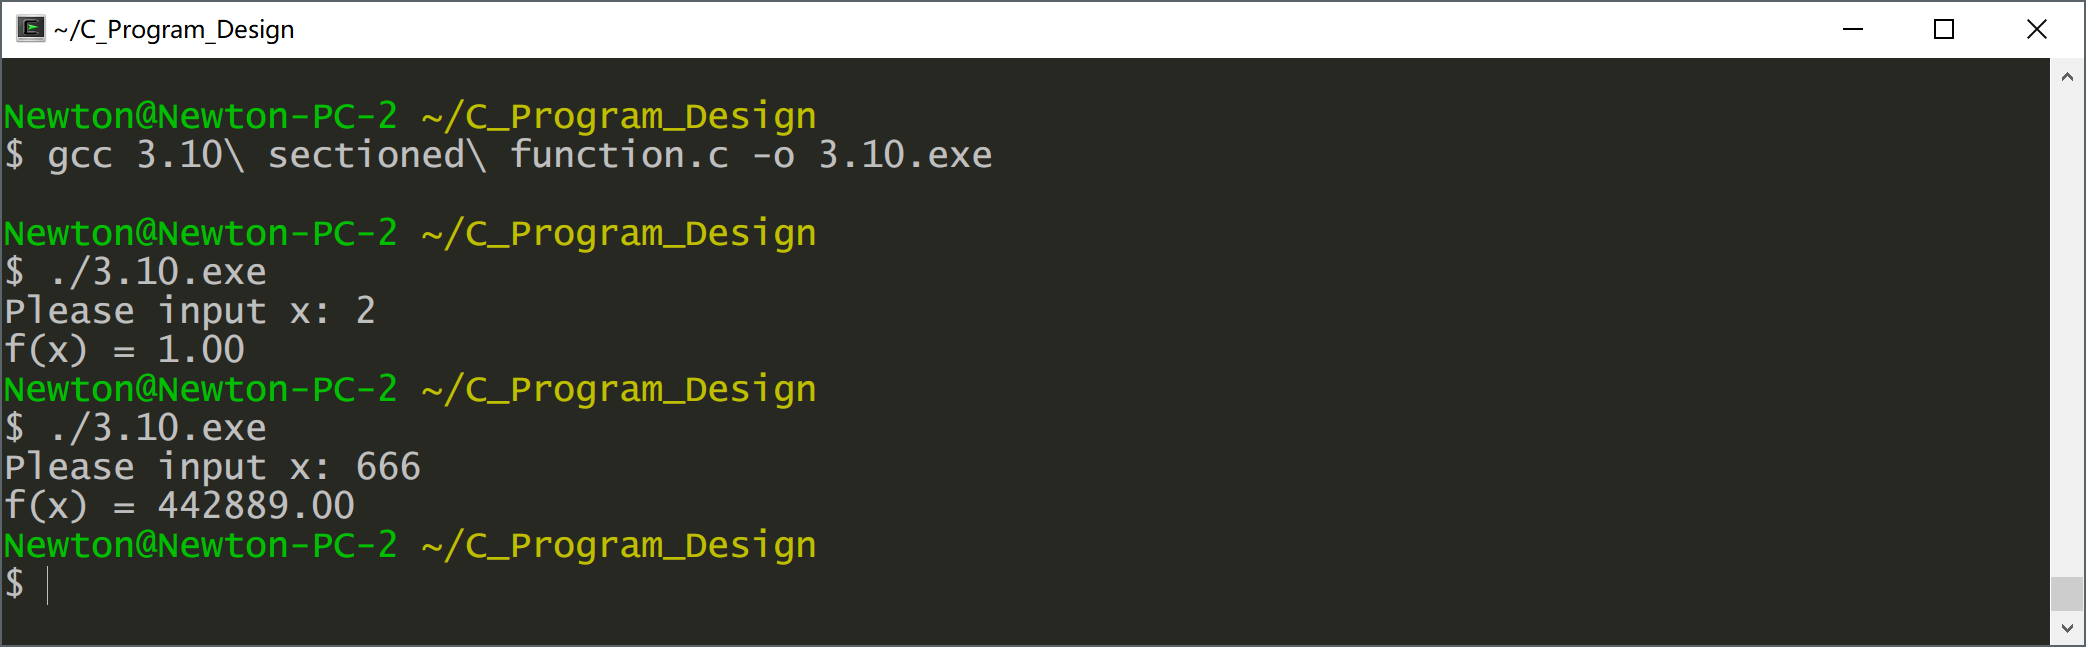 ~/C_Program_Design
Newton@Newton-PC-2 ~/C_Program_Design
$ gcc 3.10\ sectioned\ function.c -o 3.10.exe
Newton@Newton-PC-2 ~/C_Program_Design
$ ./3.10.exe
Please input x: 2
f(x) = 1.00
Newton@Newton-PC-2 ~/C_Program_Design
$ ./3.10.exe
Please input x: 666
f(x) = 442889.00
Newton@Newton-PC-2 ~/C_Program_Design
$